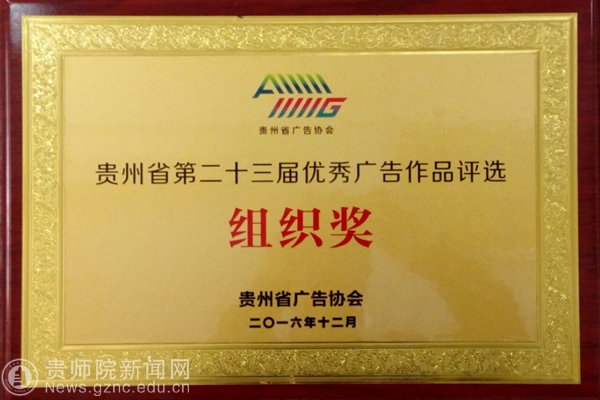 贵州省广告协会
贵州省第二十三届优秀广告作品评选
组织奖
贵州省广告协会
二〇一六年十二月
贵师院新闻网
News.gznc.edu.cn